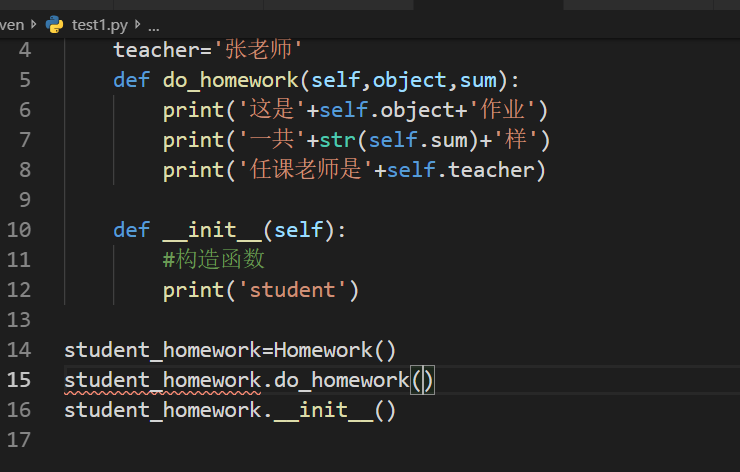 ven > test1.py > ...
4 teacher='张老师'
5 def do_homework(self,object,sum):
6 print('这是'+self.object+'作业')
7 print('一共'+str(self.sum)+'样')
8 print('任课老师是'+self.teacher)
9
10 def __init__(self):
11 #构造函数
12 print('student')
13
14 student_homework=Homework()
15 student_homework.do_homework()
16 student_homework.__init__()
17